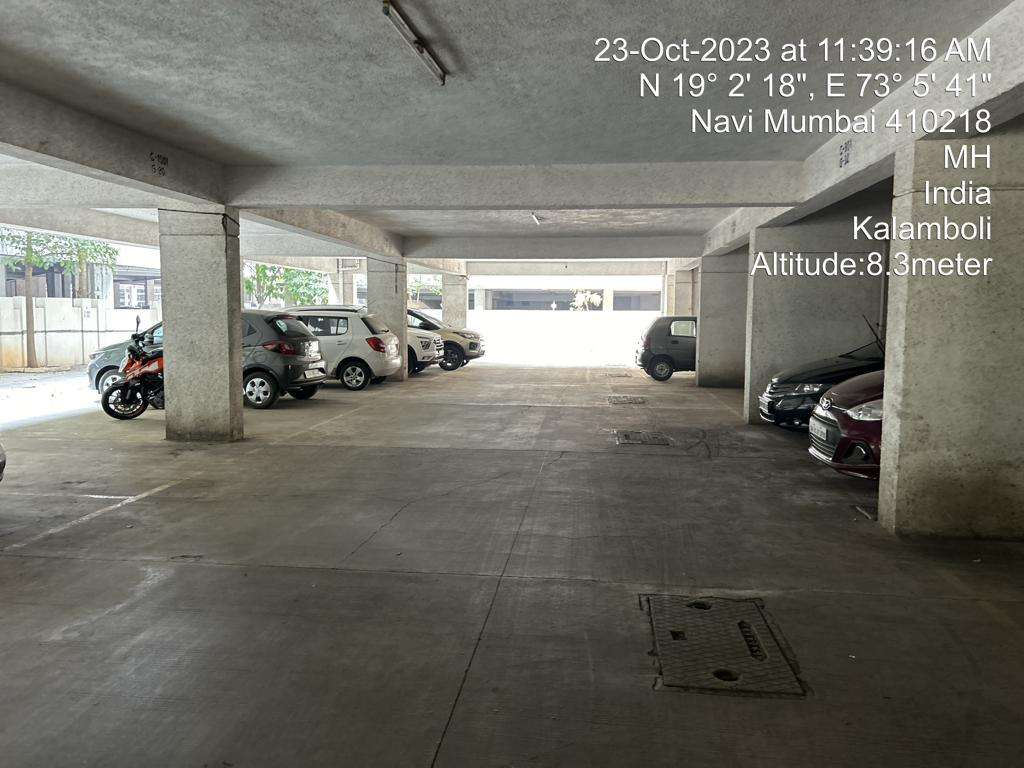 23-Oct-2023 at 11:39:16 AM
N 19° 2' 18", E 73° 5' 41"
Navi Mumbai 410218
MH
India
Kalamboli
Altitude:8.3meter